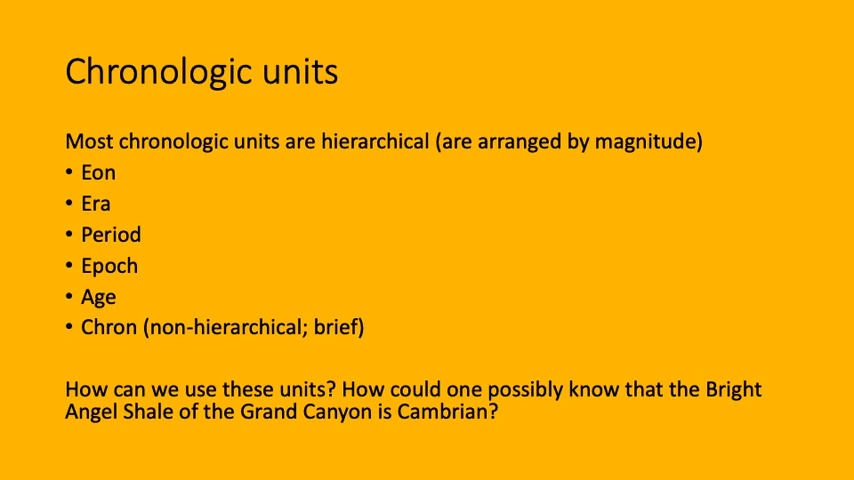 Chronologic units
Most chronologic units are hierarchical (are arranged by magnitude)
• Eon
• Era
• Period
• Epoch
• Age
• Chron (non-hierarchical; brief)
How can we use these units? How could one possibly know that the Bright
Angel Shale of the Grand Canyon is Cambrian?